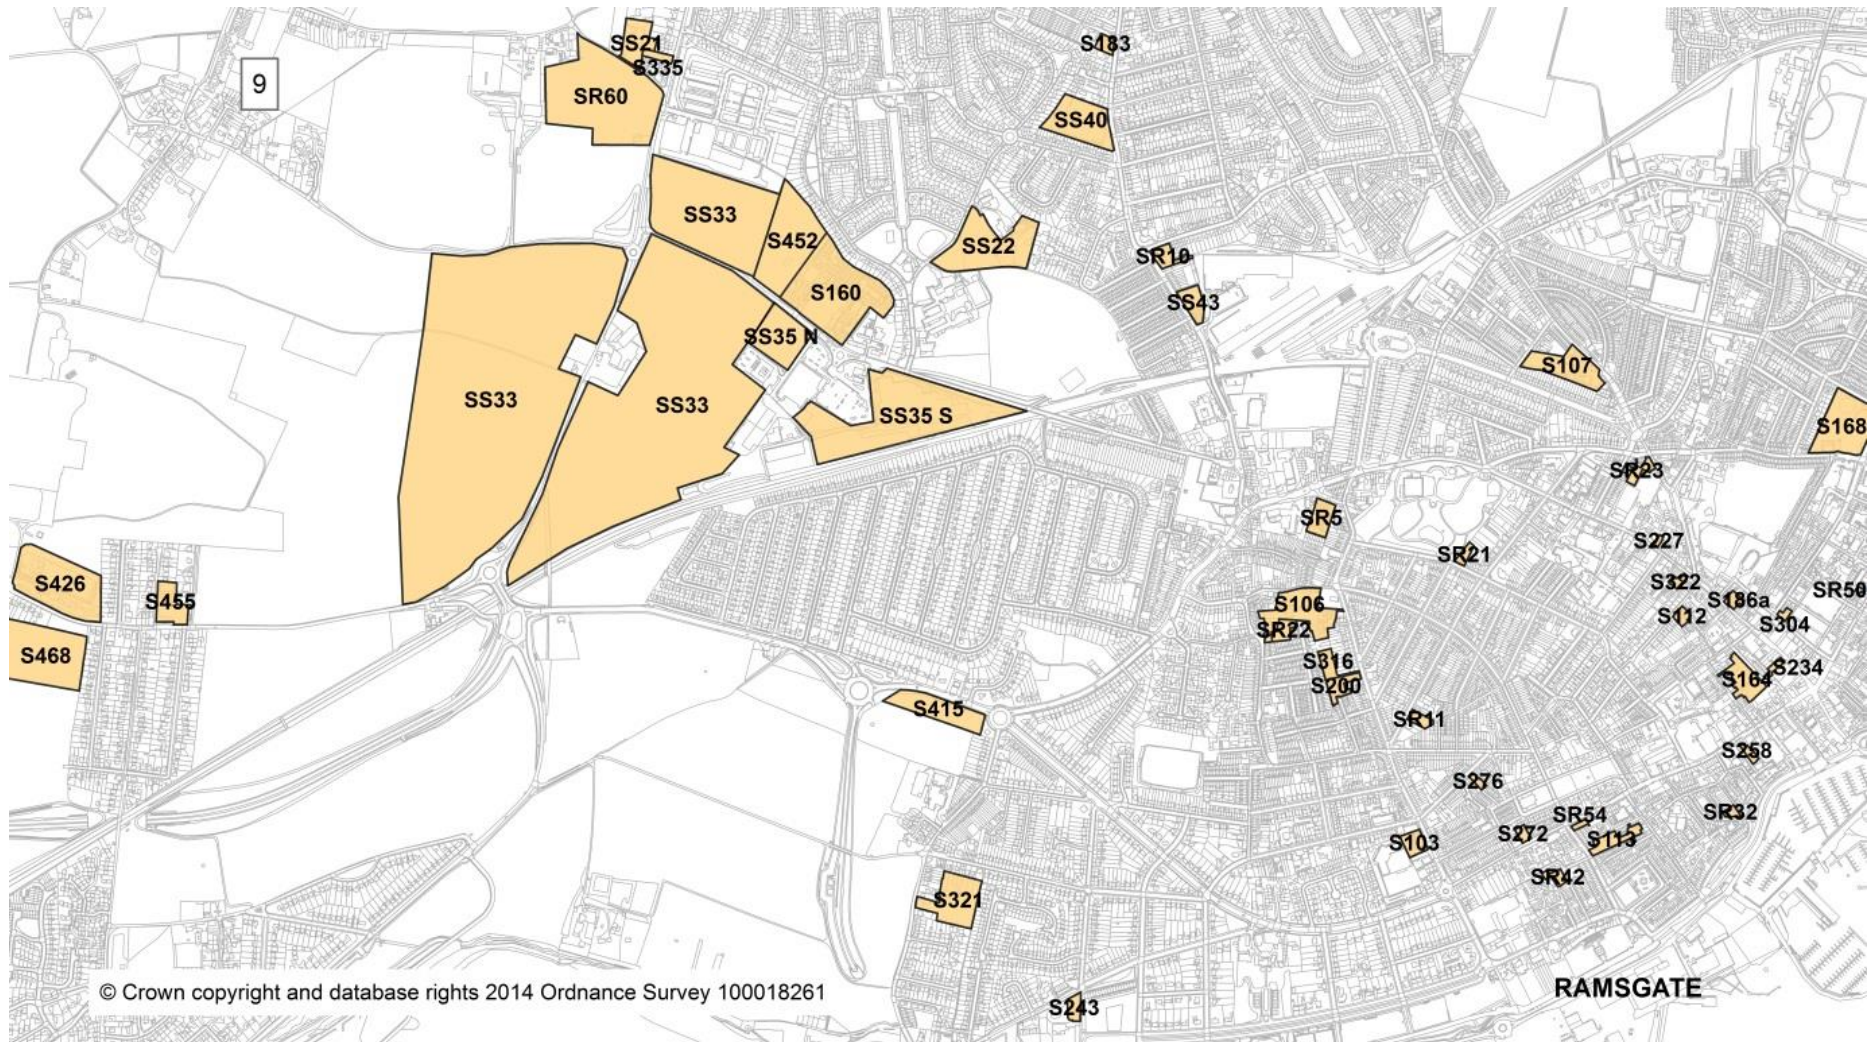 S183
SS21
S335
9
SR60
SS40
SS33
S452
SS22
SR10
S160
SS43
SS35 N
S107
SS33
SS33
SS35 S
S168
SR23
SR5
S227
SR21
S426
S455
S322
SR50
S106
S186a
S112
S304
SR22
S468
S316
S234
S164
S200
S415
SR11
S258
S276
SR32
SR54
S272
S113
S103
SR42
S321
RAMSGATE
© Crown copyright and database rights 2014 Ordnance Survey 100018261
S243